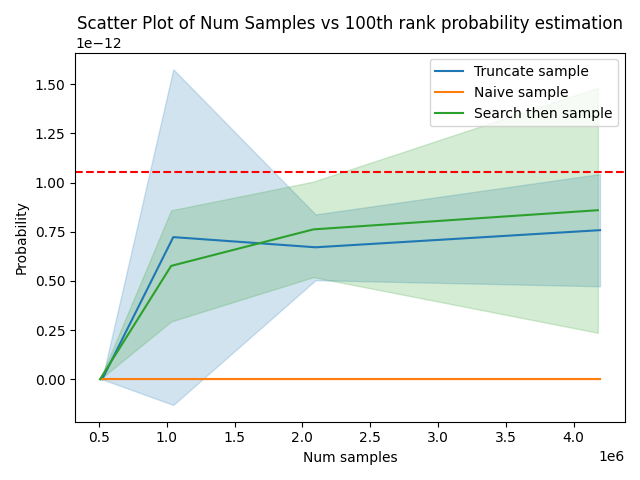 Scatter Plot of Num Samples vs 100th rank probability estimation
1e−12
Truncate sample
Naive sample
Search then sample
1.50
1.25
1.00
0.75
0.50
0.25
0.00
Probability
0.5 1.0 1.5 2.0 2.5 3.0 3.5 4.0
Num samples
1e6